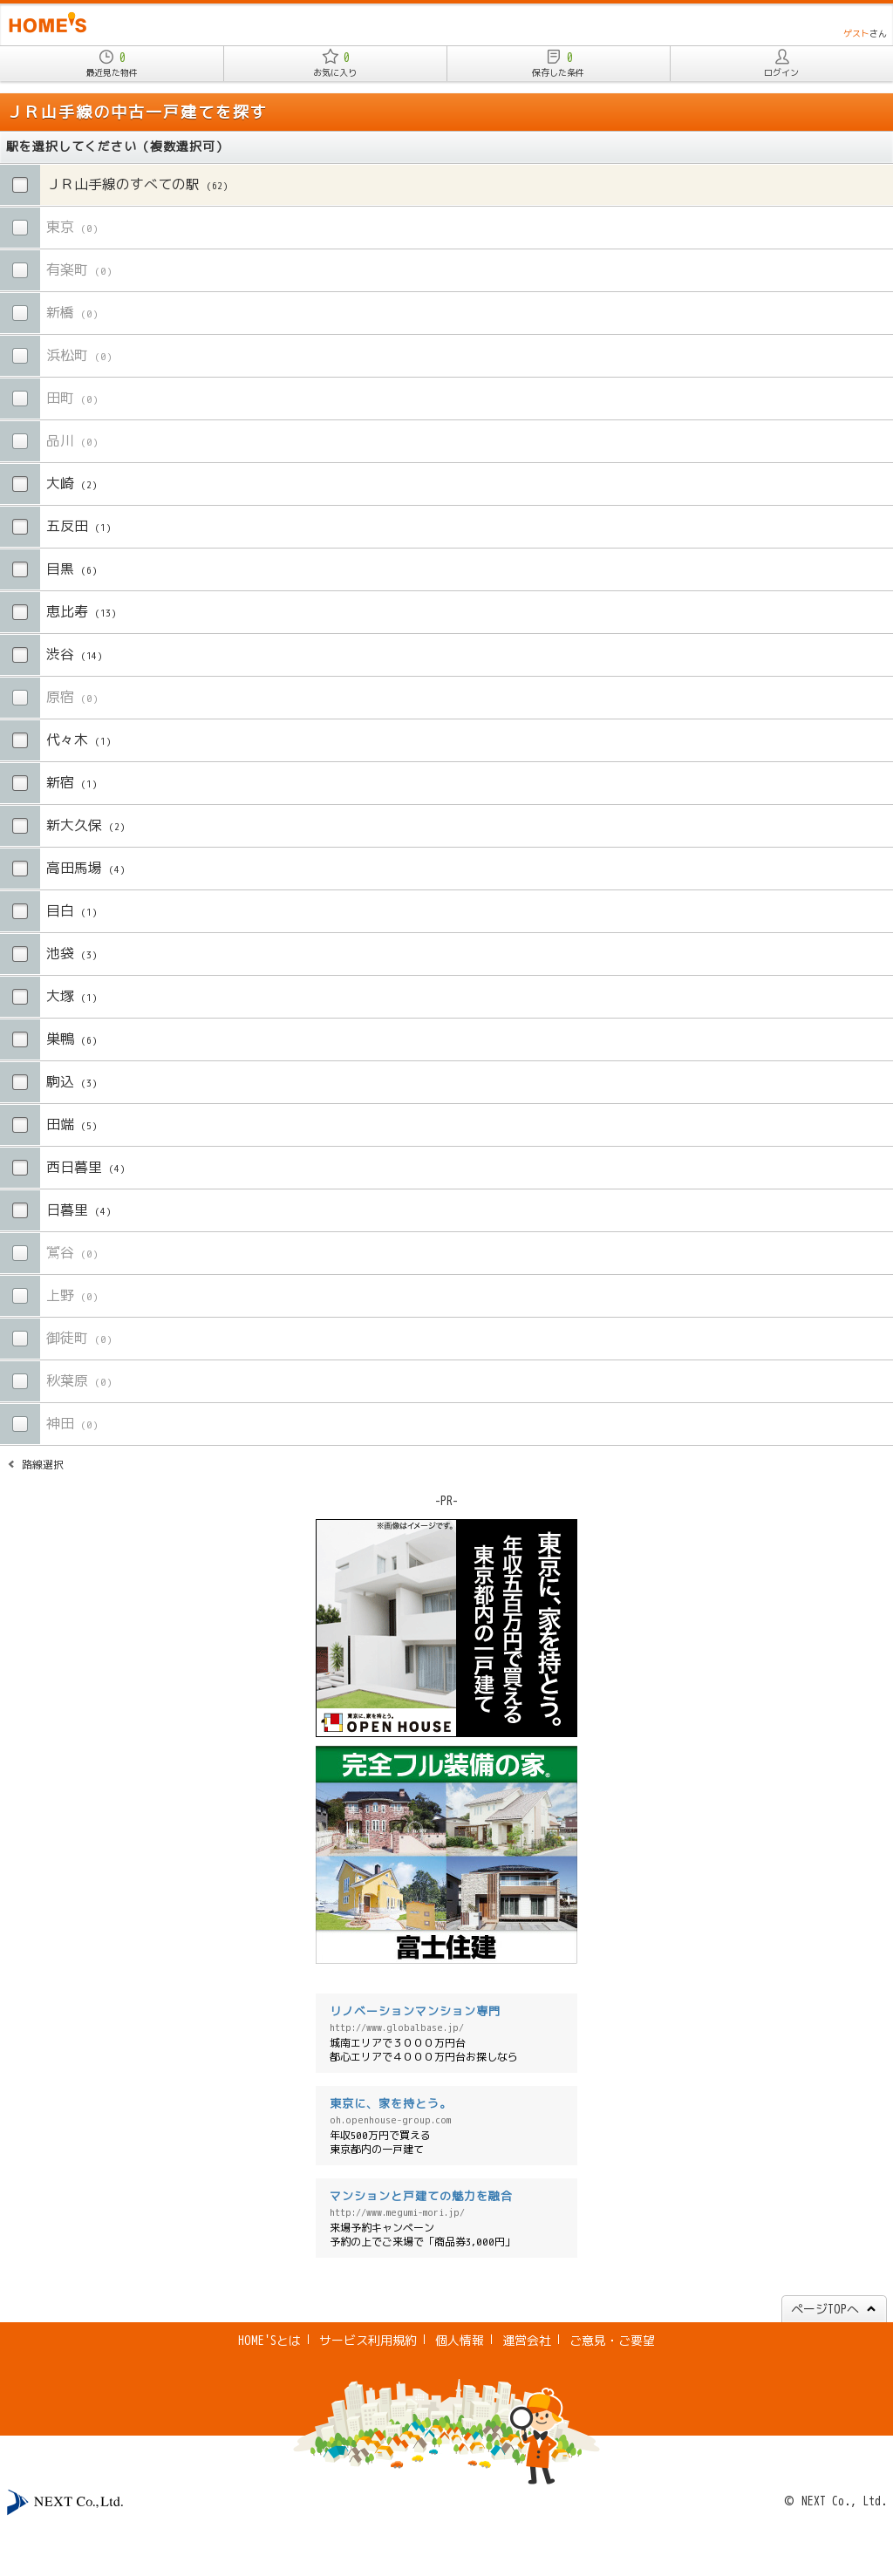 HOME'S
ゲストさん
0
最近見た物件
0
お気に入り
0
保存した条件
ログイン
ＪＲ山手線の中古一戸建てを探す
駅を選択してください（複数選択可）
ＪＲ山手線のすべての駅 (62)
東京 (0)
有楽町 (0)
新橋 (0)
浜松町 (0)
田町 (0)
品川 (0)
大崎 (2)
五反田 (1)
目黒 (6)
恵比寿 (13)
渋谷 (14)
原宿 (0)
代々木 (1)
新宿 (1)
新大久保 (2)
高田馬場 (4)
目白 (1)
池袋 (3)
大塚 (1)
巣鴨 (6)
駒込 (3)
田端 (5)
西日暮里 (4)
日暮里 (4)
鶯谷 (0)
上野 (0)
御徒町 (0)
秋葉原 (0)
神田 (0)
路線選択
-PR-
※画像はイメージです。
東京に、家を持とう。
年収五百万円で買える
東京都内の一戸建て
東京に、家を持とう。
OPEN HOUSE
完全フル装備の家®
富士住建
リノベーションマンション専門
http://www.globalbase.jp/
城南エリアで３０００万円台
都心エリアで４０００万円台お探しなら
東京に、家を持とう。
oh.openhouse-group.com
年収500万円で買える
東京都内の一戸建て
マンションと戸建ての魅力を融合
http://www.megumi-mori.jp/
来場予約キャンペーン
予約の上でご来場で「商品券3,000円」
ページTOPへ
HOME'Sとは | サービス利用規約 | 個人情報 | 運営会社 | ご意見・ご要望
NEXT Co.,Ltd.
© NEXT Co., Ltd.